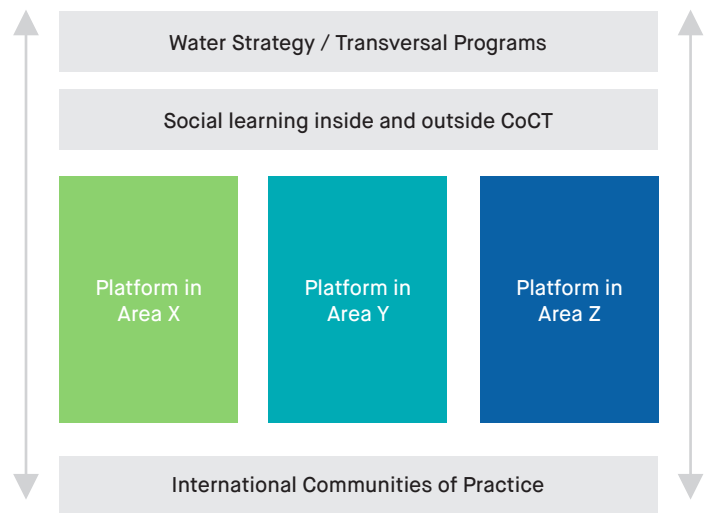 Water Strategy / Transversal Programs
Social learning inside and outside CoCT
Platform in
Area X
Platform in
Area Y
Platform in
Area Z
International Communities of Practice